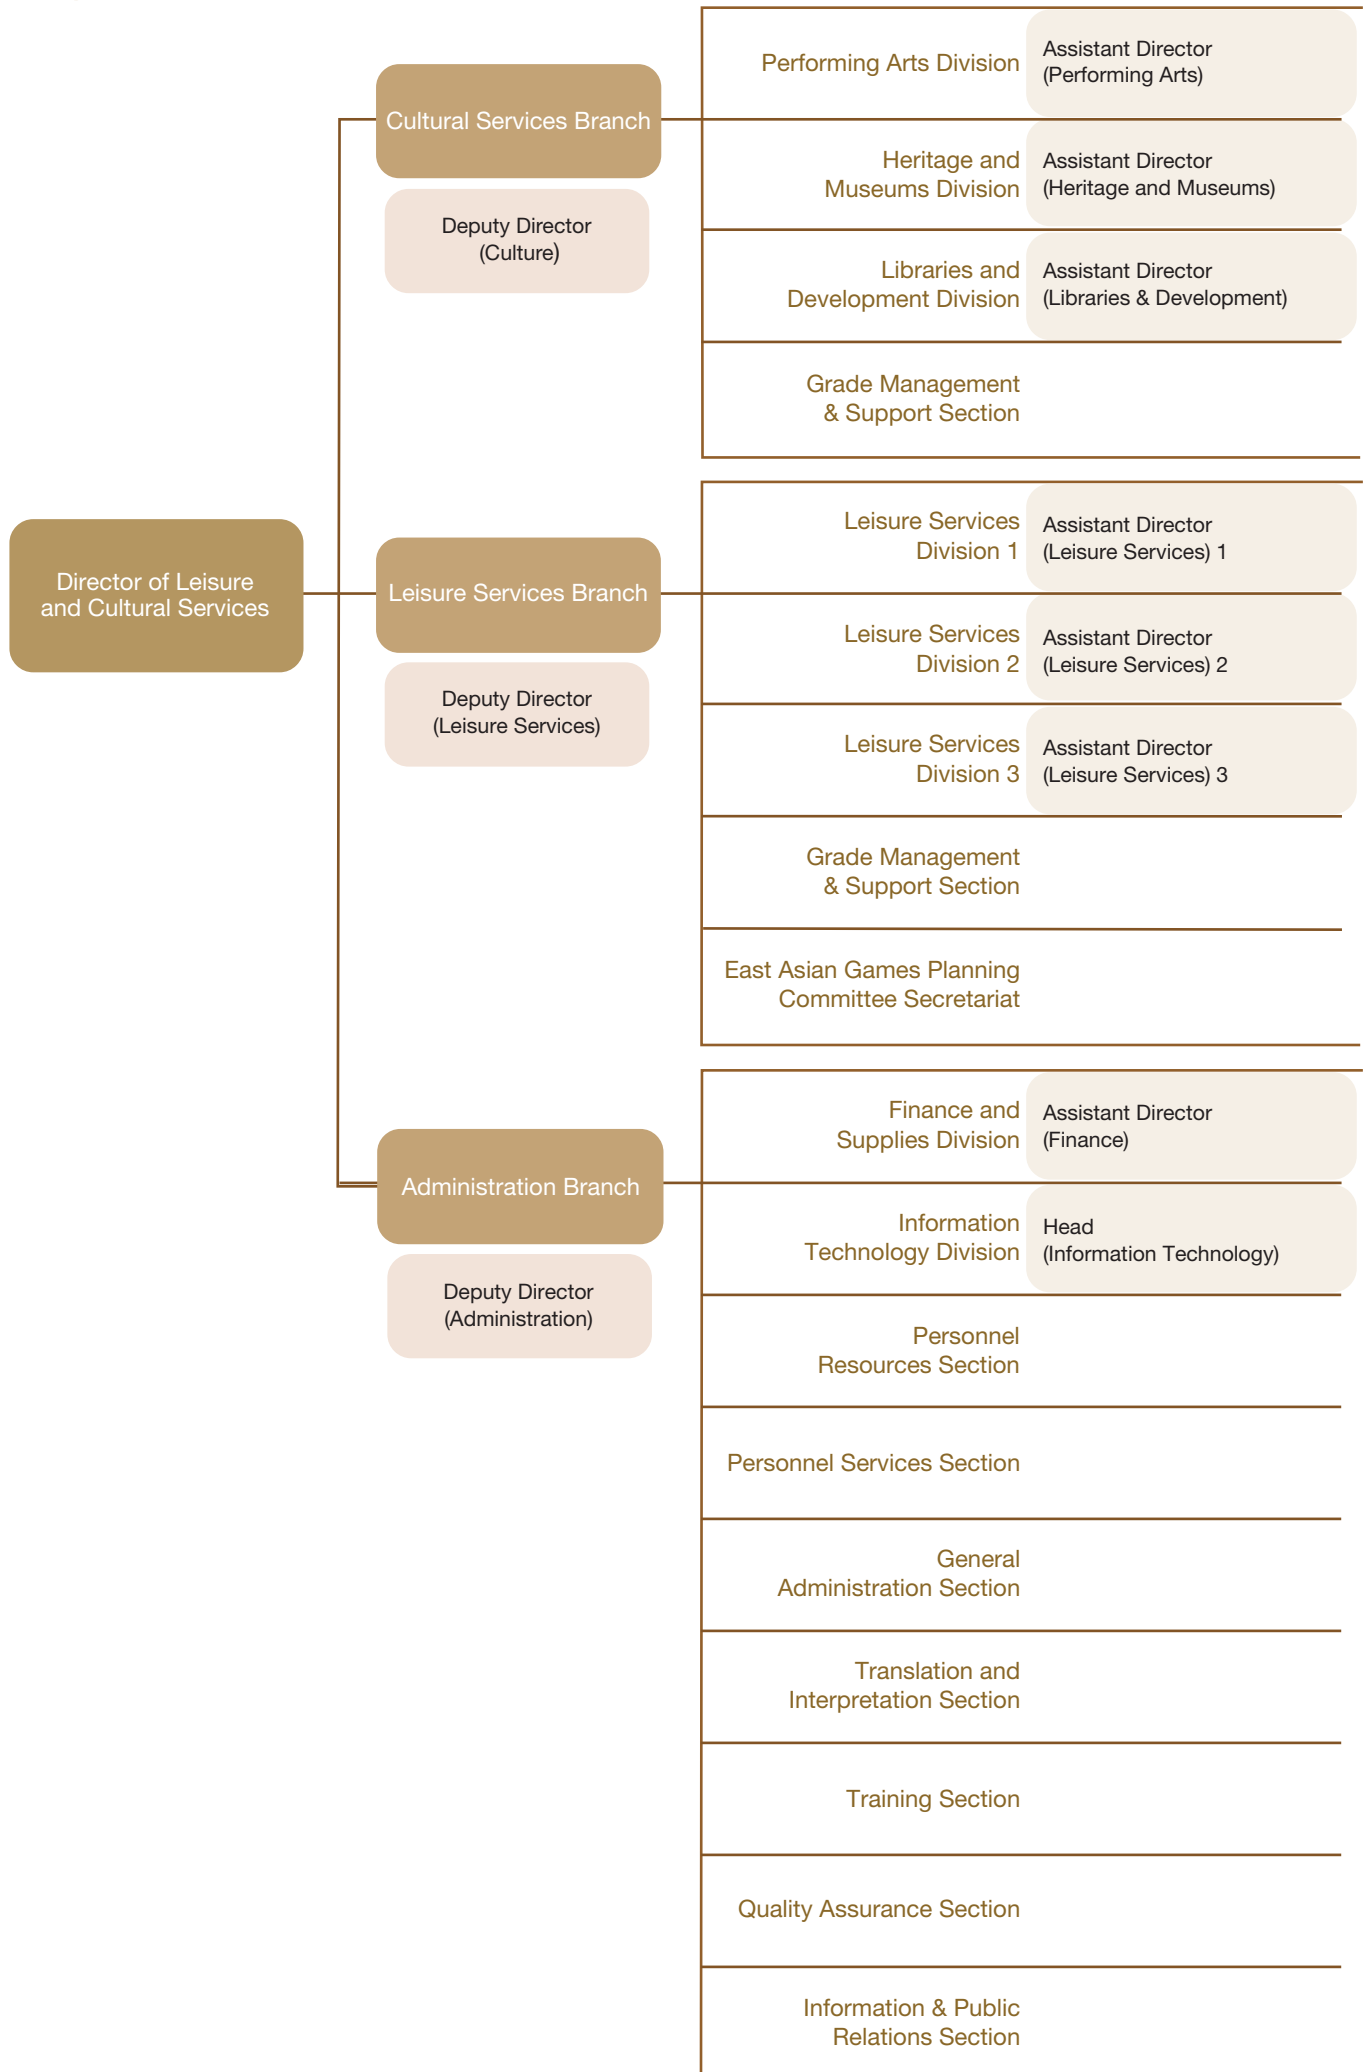 Director of Leisure
and Cultural Services
Cultural Services Branch
Deputy Director
(Culture)
Performing Arts Division
Assistant Director
(Performing Arts)
Heritage and
Museums Division
Assistant Director
(Heritage and Museums)
Libraries and
Development Division
Assistant Director
(Libraries & Development)
Grade Management
& Support Section
Leisure Services Branch
Deputy Director
(Leisure Services)
Leisure Services
Division 1
Assistant Director
(Leisure Services) 1
Leisure Services
Division 2
Assistant Director
(Leisure Services) 2
Leisure Services
Division 3
Assistant Director
(Leisure Services) 3
Grade Management
& Support Section
East Asian Games Planning
Committee Secretariat
Administration Branch
Deputy Director
(Administration)
Finance and
Supplies Division
Assistant Director
(Finance)
Information
Technology Division
Head
(Information Technology)
Personnel
Resources Section
Personnel Services Section
General
Administration Section
Translation and
Interpretation Section
Training Section
Quality Assurance Section
Information & Public
Relations Section